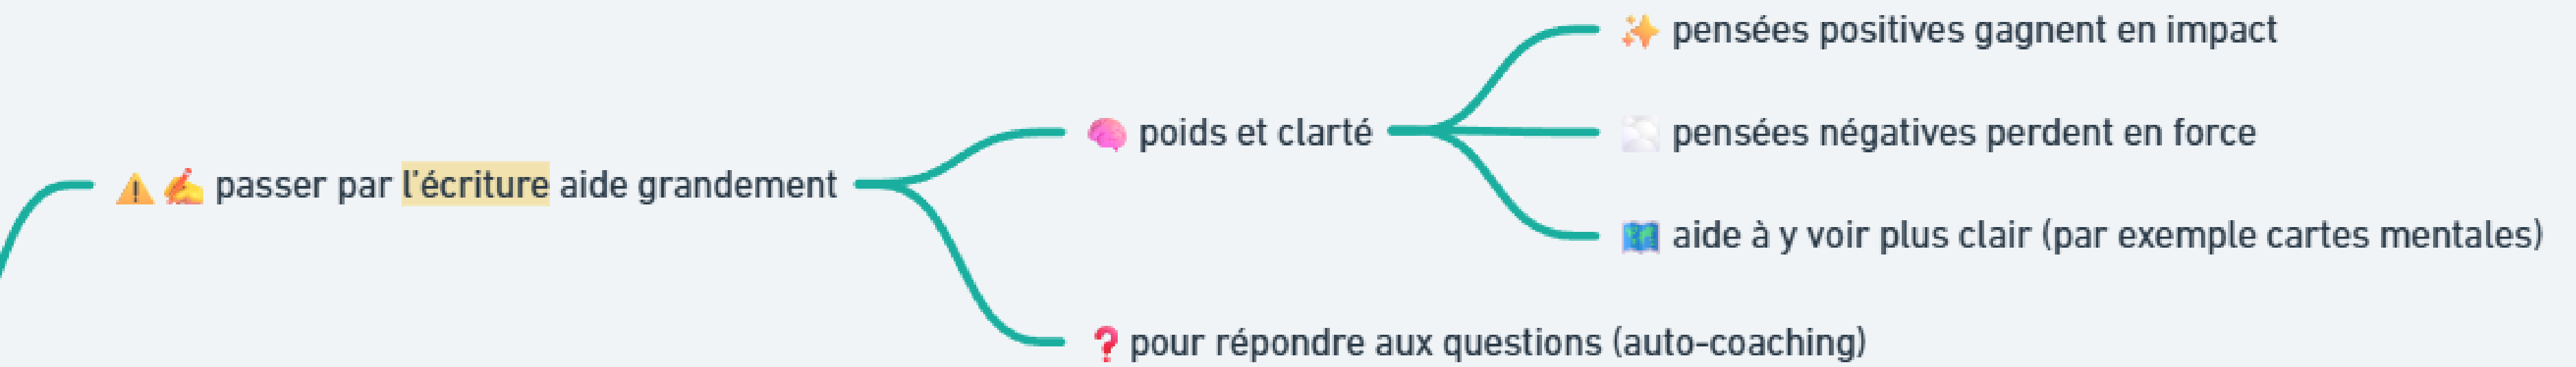 ⚠️✍️ passer par l'écriture aide grandement
🧠 poids et clarté
✨ pensées positives gagnent en impact
🌫️ pensées négatives perdent en force
🗺️ aide à y voir plus clair (par exemple cartes mentales)
❓ pour répondre aux questions (auto-coaching)